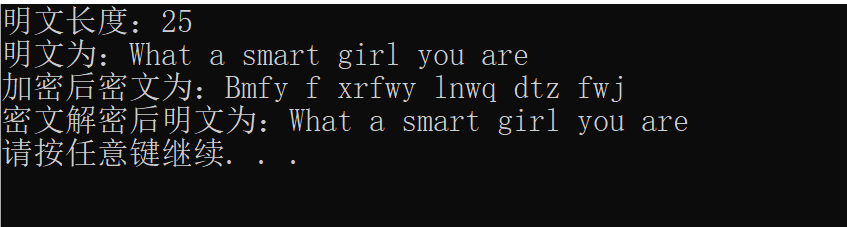 明文长度：25
明文为：What a smart girl you are
加密后密文为：Bmfy f xrfwy lnwq dtz fwj
密文解密后明文为：What a smart girl you are
请按任意键继续. . .